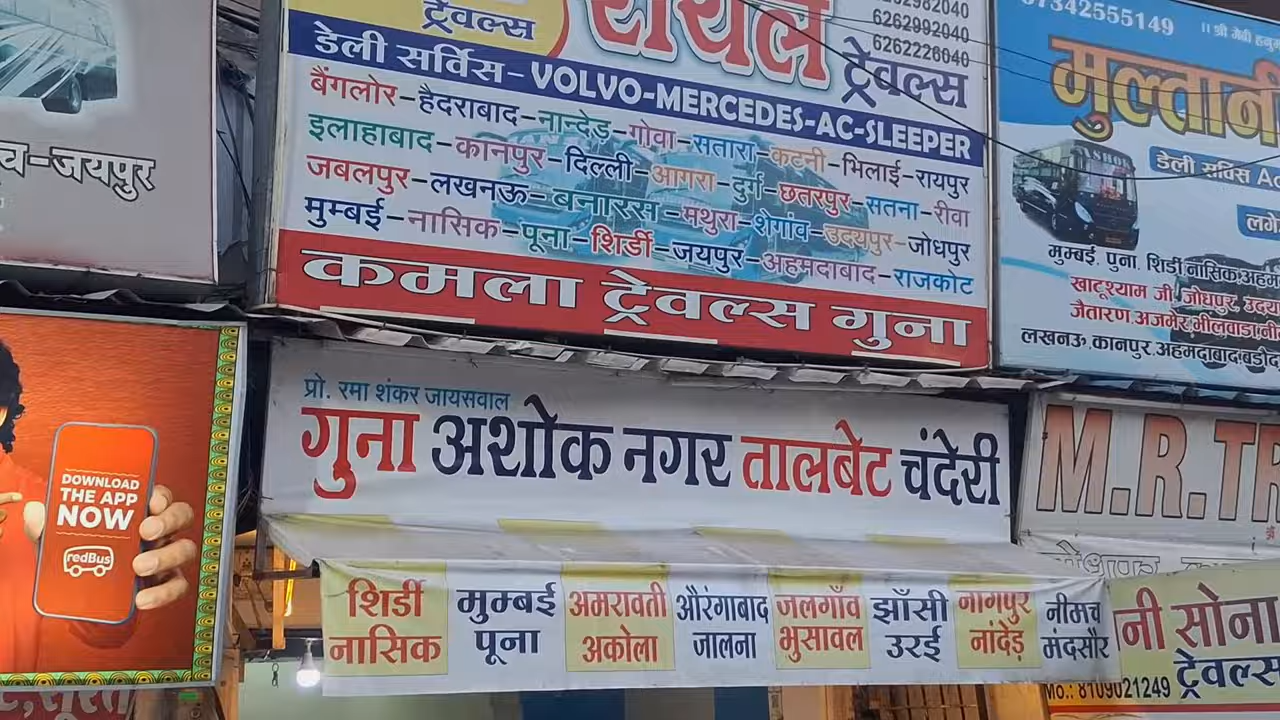 च-जयपुर
ट्रेवल्स
रॉयल
ट्रेवल्स
6262992040
6262226040
डेली सर्विस- VOLVO-MERCEDES-AC-SLEEPER
बैंगलोर-हैदराबाद-नान्देड़-गोवा-सतारा-कटनी-भिलाई-रायपुर
इलाहाबाद-कानपुर-दिल्ली-आगरा-दुर्ग-छतरपुर-सतना-रीवा
जबलपुर-लखनऊ-बनारस-मथुरा-शेगांव-उदयपुर-जोधपुर
मुम्बई-नासिक-पूना-शिर्डी-जयपुर-अहमदाबाद-राजकोट
कमला ट्रेवल्स गुना
7342555149
मुल्तानी
डेली सर्विस
मुम्बई, पुना, शिर्डी,नासिक,अहम
खाटूश्याम जी, जोधपुर, उदय
जैतारण,अजमेर,भीलवाडा,नी
लखनऊ,कानपुर,अहमदाबाद,बडौद
DOWNLOAD
THE APP
NOW
redBus
प्रो. रमा शंकर जायसवाल
गुना अशोक नगर तालबेट चंदेरी
शिर्डी नासिक
मुम्बई पूना
अमरावती अकोला
औरंगाबाद जालना
जलगाँव भुसावल
झाँसी उरई
नागपुर नांदेड़
नीमच मंदसौर
M.R.TR
नी सोना
ट्रेवल्स
Mo.: 8109021249